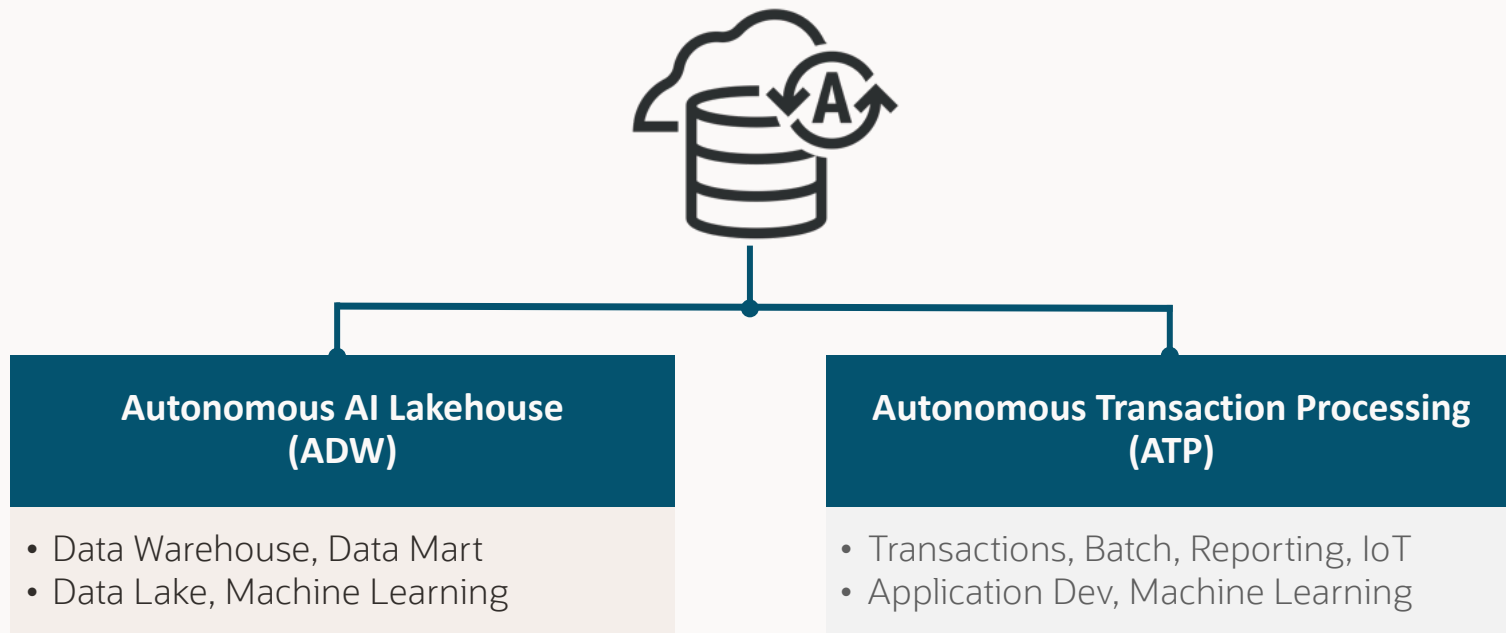 A
Autonomous AI Lakehouse
(ADW)
• Data Warehouse, Data Mart
• Data Lake, Machine Learning
Autonomous Transaction Processing
(ATP)
• Transactions, Batch, Reporting, IoT
• Application Dev, Machine Learning